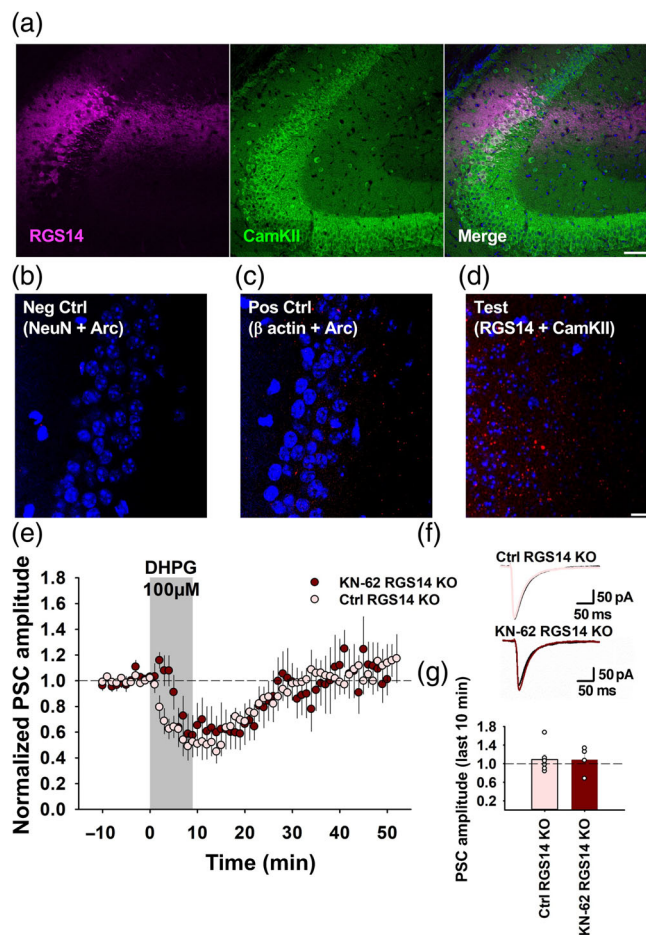 (a)
RGS14
CamKII
Merge
(b)
Neg Ctrl
(NeuN + Arc)
(c)
Pos Ctrl
(β actin + Arc)
(d)
Test
(RGS14 + CamKII)
(e)
Normalized PSC amplitude
1.8
1.6
1.4
1.2
1.0
0.8
0.6
0.4
0.2
0.0
DHPG
100µM
KN-62 RGS14 KO
Ctrl RGS14 KO
–10
0
10
20
30
40
50
Time (min)
(f)
Ctrl RGS14 KO
50 pA
50 ms
KN-62 RGS14 KO
50 pA
50 ms
(g)
PSC amplitude (last 10 min)
1.8
1.4
1.0
0.6
0.2
Ctrl RGS14 KO
KN-62 RGS14 KO